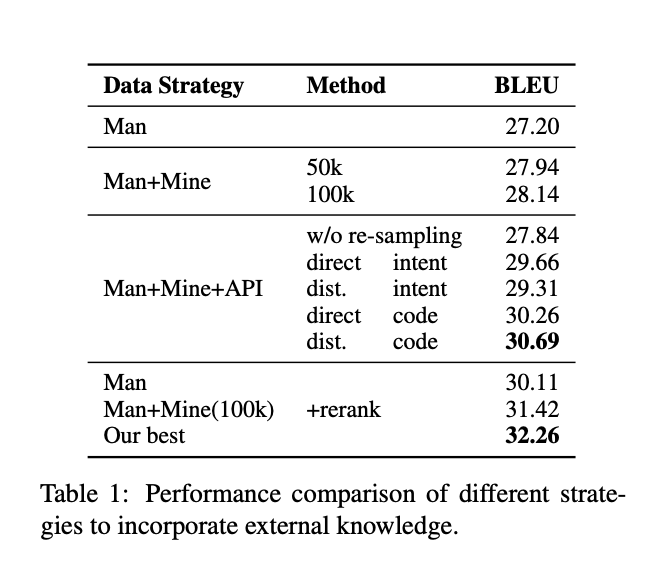 Data Strategy Method BLEU
Man 27.20
Man+Mine 50k 27.94
100k 28.14
Man+Mine+API w/o re-sampling 27.84
direct intent 29.66
dist. intent 29.31
direct code 30.26
dist. code 30.69
Man 30.11
Man+Mine(100k) +rerank 31.42
Our best 32.26
Table 1: Performance comparison of different strate-
gies to incorporate external knowledge.